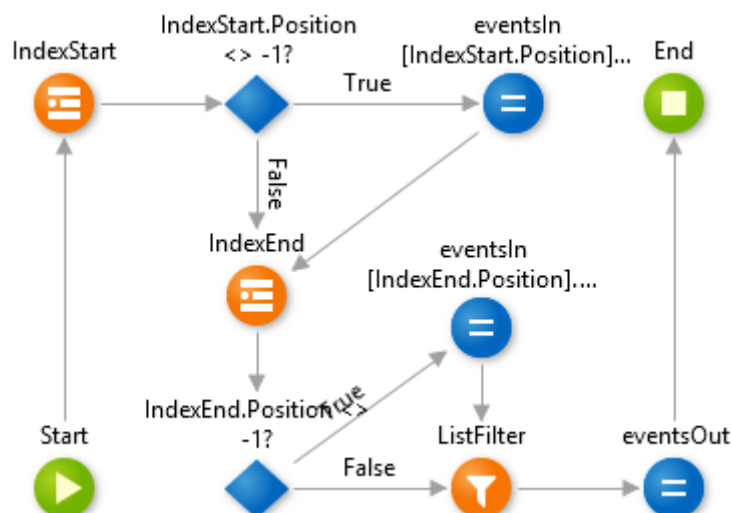 IndexStart
IndexStart.Position
<> -1?
eventsIn
[IndexStart.Position]...
End
True
False
IndexEnd
eventsIn
[IndexEnd.Position]....
IndexEnd.Position <>
-1?
True
Start
False
ListFilter
eventsOut